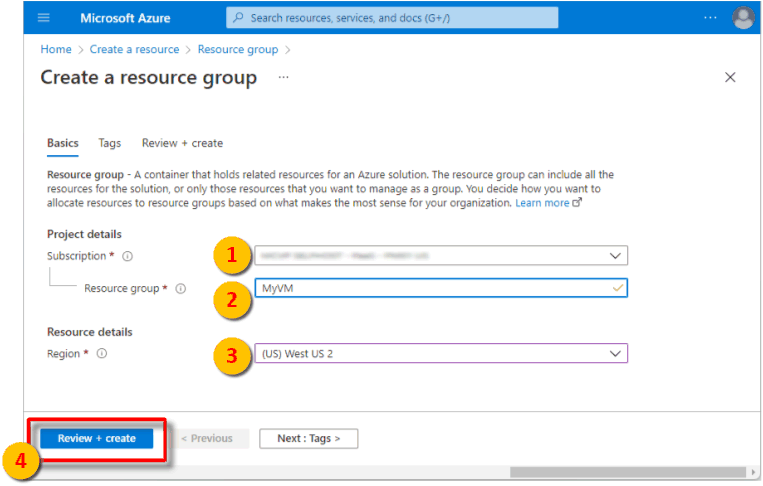 Microsoft Azure
Search resources, services, and docs (G+/)
...
Home > Create a resource > Resource group >
Create a resource group ...
Basics Tags Review + create
Resource group - A container that holds related resources for an Azure solution. The resource group can include all the
resources for the solution, or only those resources that you want to manage as a group. You decide how you want to
allocate resources to resource groups based on what makes the most sense for your organization. Learn more
Project details
Subscription * 1
Resource group * 2 MyVM
Resource details
Region * 3 (US) West US 2
Review + create < Previous Next : Tags >
4